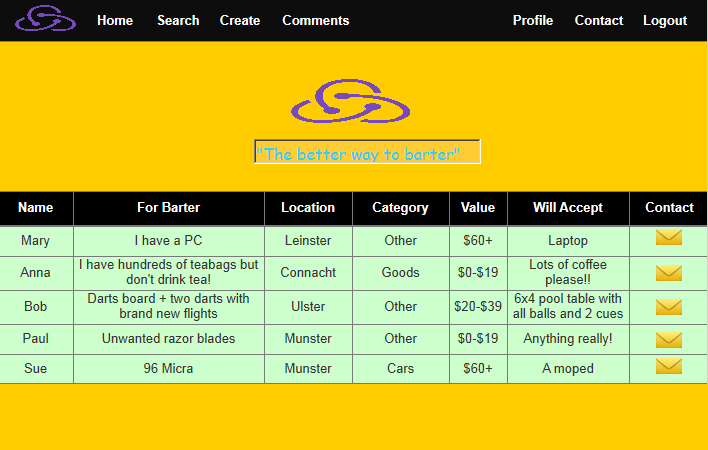 Home Search Create Comments Profile Contact Logout
"The better way to barter"
Name For Barter Location Category Value Will Accept Contact
Mary I have a PC Leinster Other $60+ Laptop
Anna I have hundreds of teabags but don't drink tea! Connacht Goods $0-$19 Lots of coffee please!!
Bob Darts board + two darts with brand new flights Ulster Other $20-$39 6x4 pool table with all balls and 2 cues
Paul Unwanted razor blades Munster Other $0-$19 Anything really!
Sue 96 Micra Munster Cars $60+ A moped